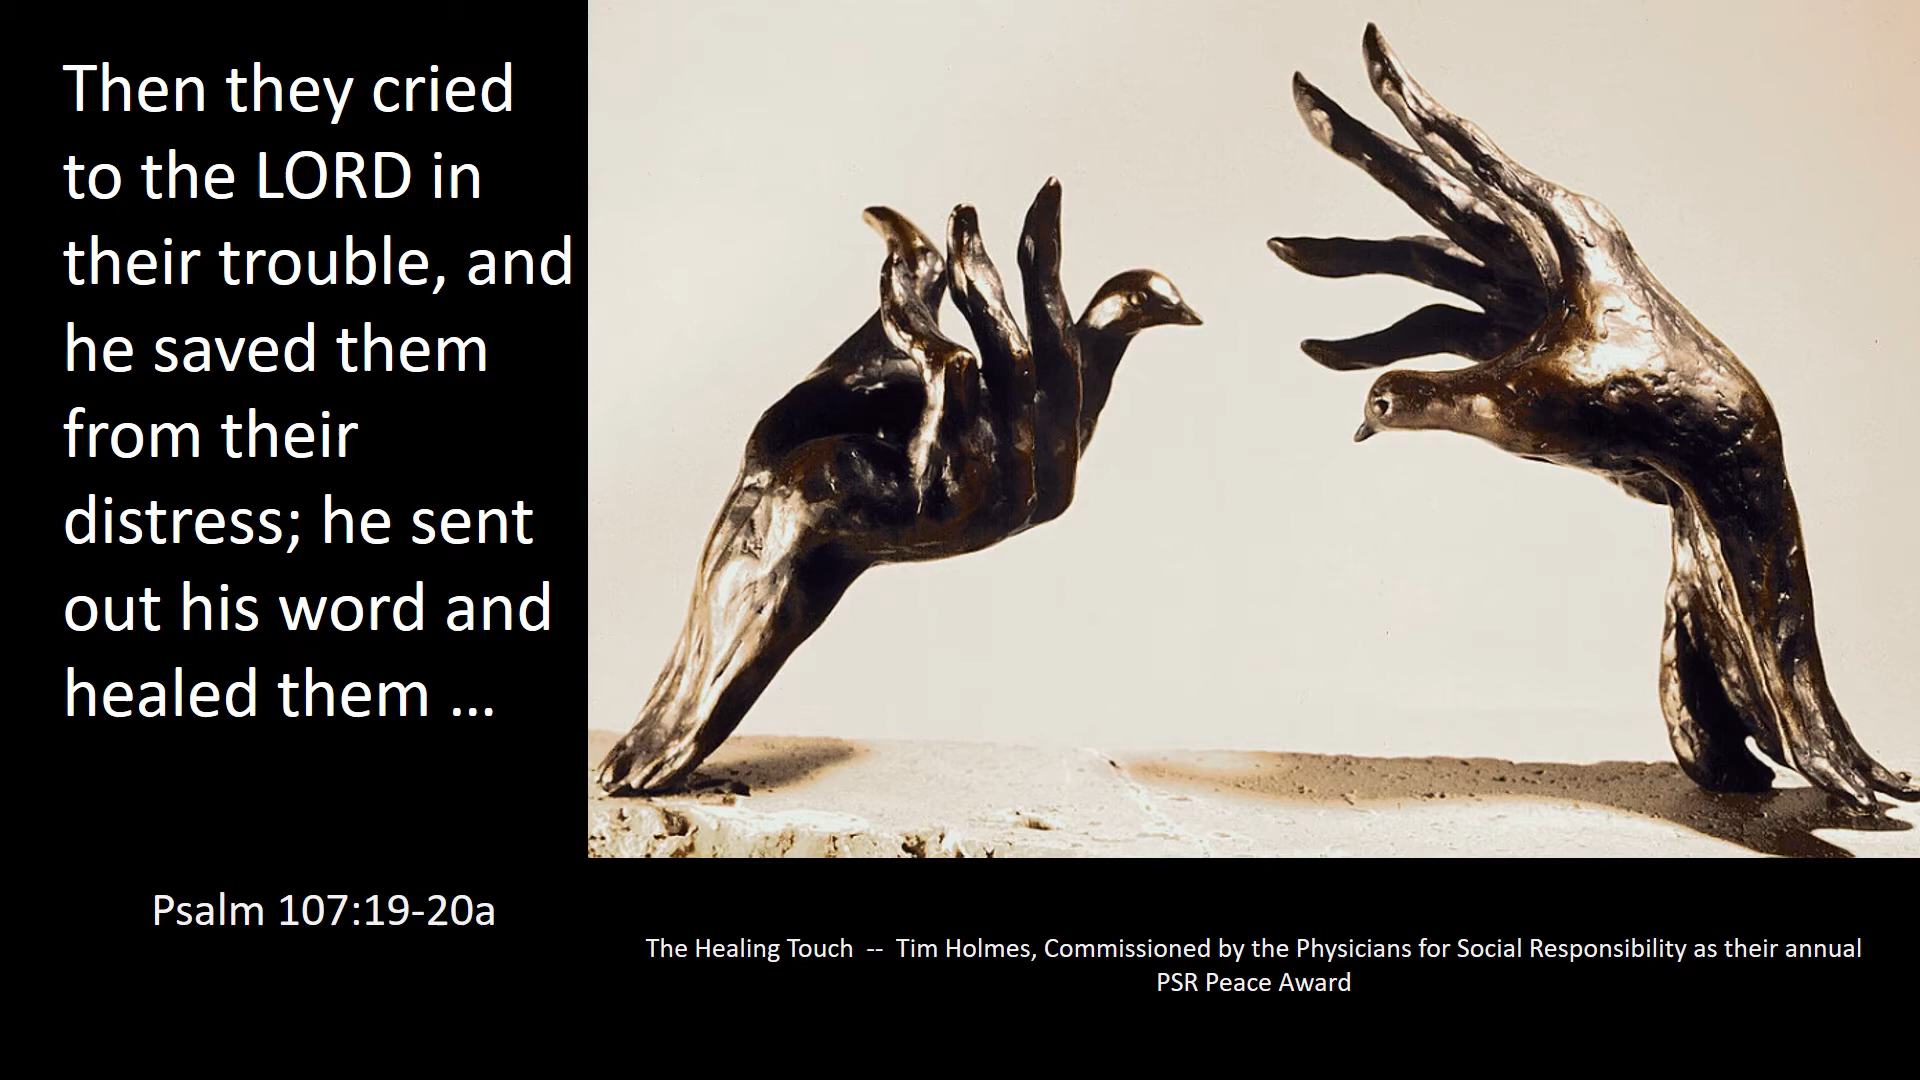 Then they cried
to the LORD in
their trouble, and
he saved them
from their
distress; he sent
out his word and
healed them ...
Psalm 107:19-20a
The Healing Touch -- Tim Holmes, Commissioned by the Physicians for Social Responsibility as their annual
PSR Peace Award